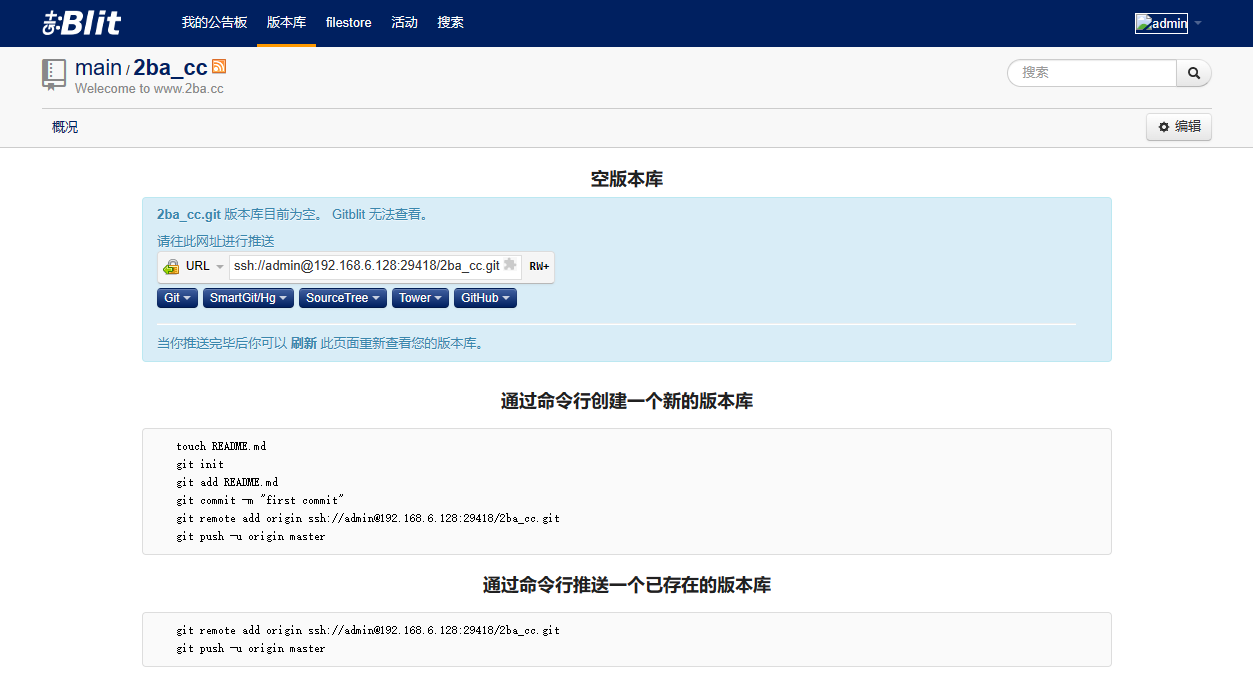 Blit 我的公告板 版本库 filestore 活动 搜索 admin
main / 2ba_cc 搜索
Welecome to www.2ba.cc
概况 编辑
空版本库
2ba_cc.git 版本库目前为空。 Gitblit 无法查看。
请往此网址进行推送
URL ssh://admin@192.168.6.128:29418/2ba_cc.git RW+
Git SmartGit/Hg SourceTree Tower GitHub
当你推送完毕后你可以 刷新 此页面重新查看您的版本库。
通过命令行创建一个新的版本库
touch README.md
git init
git add README.md
git commit -m "first commit"
git remote add origin ssh://admin@192.168.6.128:29418/2ba_cc.git
git push -u origin master
通过命令行推送一个已存在的版本库
git remote add origin ssh://admin@192.168.6.128:29418/2ba_cc.git
git push -u origin master